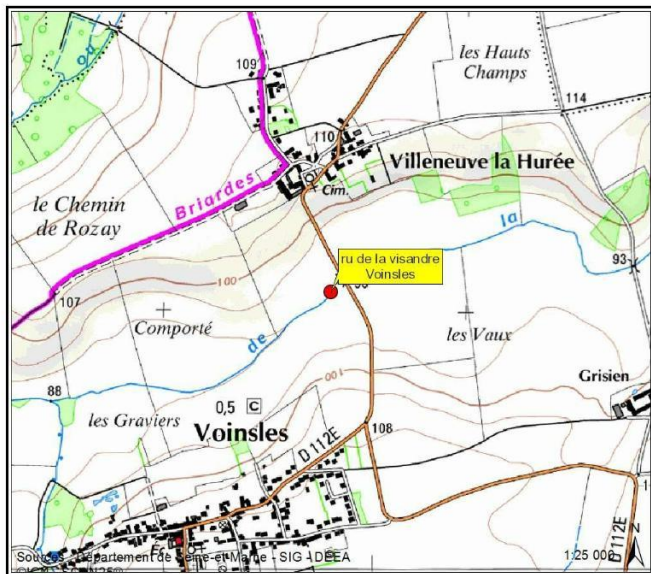 les Hauts
Champs
109
114
110
Villeneuve la Hurée
Cim.
Briardes
le Chemin
de Rozay
la
ru de la visandre
Voinsles
93
100
107
Comporté
de
les Vaux
Grisien
88
100
les Graviers
0,5 C
Voinsles
108
D 112E
D 112E
N
Sources : Département de Seine-et-Marne - SIG - DEEA
1:25 000